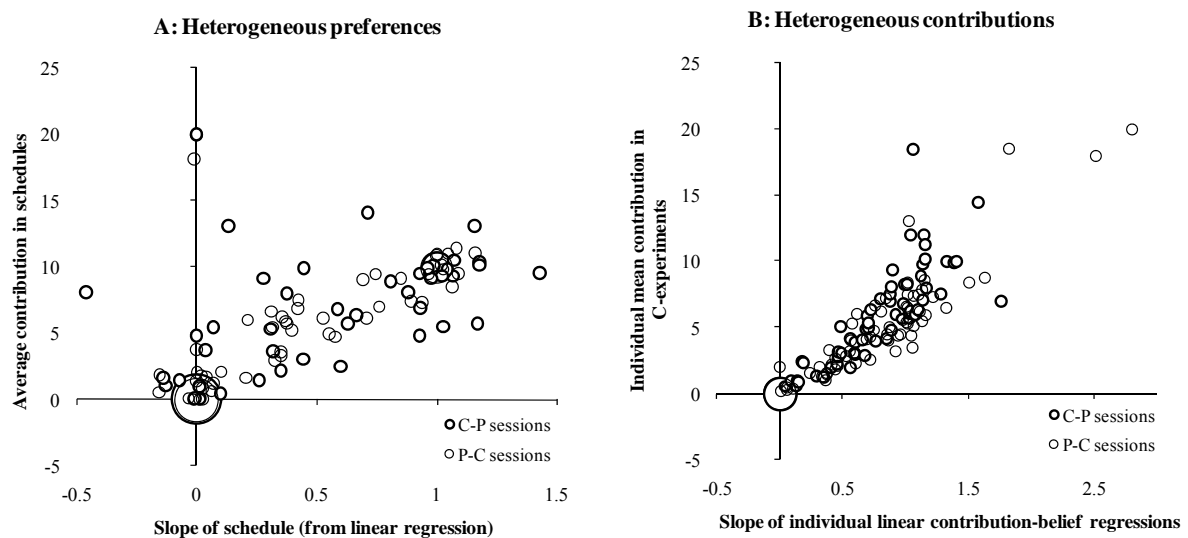 A: Heterogeneous preferences
Average contribution in schedules
25
20
15
10
5
0
-5
-0.5
0
0.5
1
1.5
C-P sessions
P-C sessions
Slope of schedule (from linear regression)
B: Heterogeneous contributions
Individual mean contribution in
C-experiments
25
20
15
10
5
0
-5
-0.5
0.5
1.5
2.5
C-P sessions
P-C sessions
Slope of individual linear contribution-belief regressions